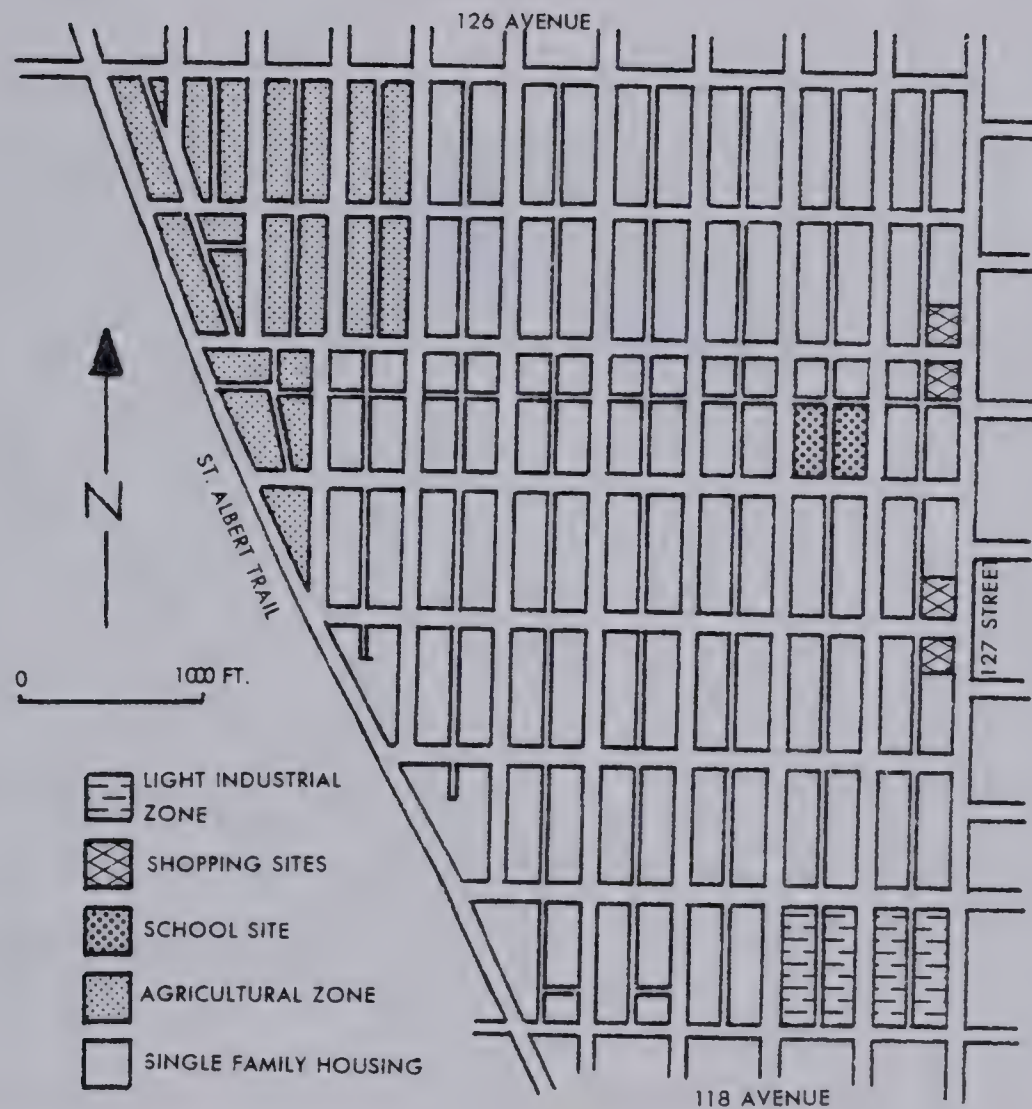 126 AVENUE
N
ST. ALBERT TRAIL
127 STREET
0 1000 FT.
LIGHT INDUSTRIAL
ZONE
SHOPPING SITES
SCHOOL SITE
AGRICULTURAL ZONE
SINGLE FAMILY HOUSING
118 AVENUE